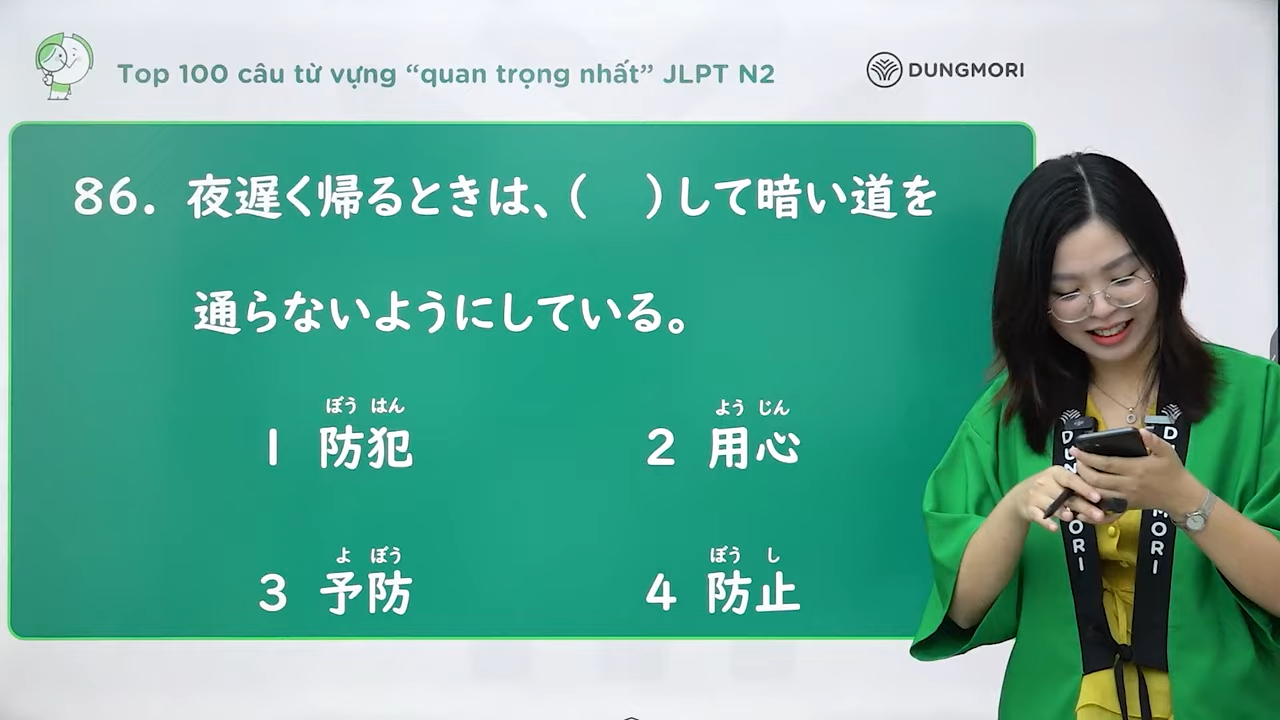 Top 100 câu từ vựng “quan trọng nhất” JLPT N2
DUNGMORI
86. 夜遅く帰るときは、(　)して暗い道を
通らないようにしている。
ぼう はん
1 防犯
よう じん
2 用心
よ ぼう
3 予防
ぼう し
4 防止
DUNGMORI
DUNGMORI